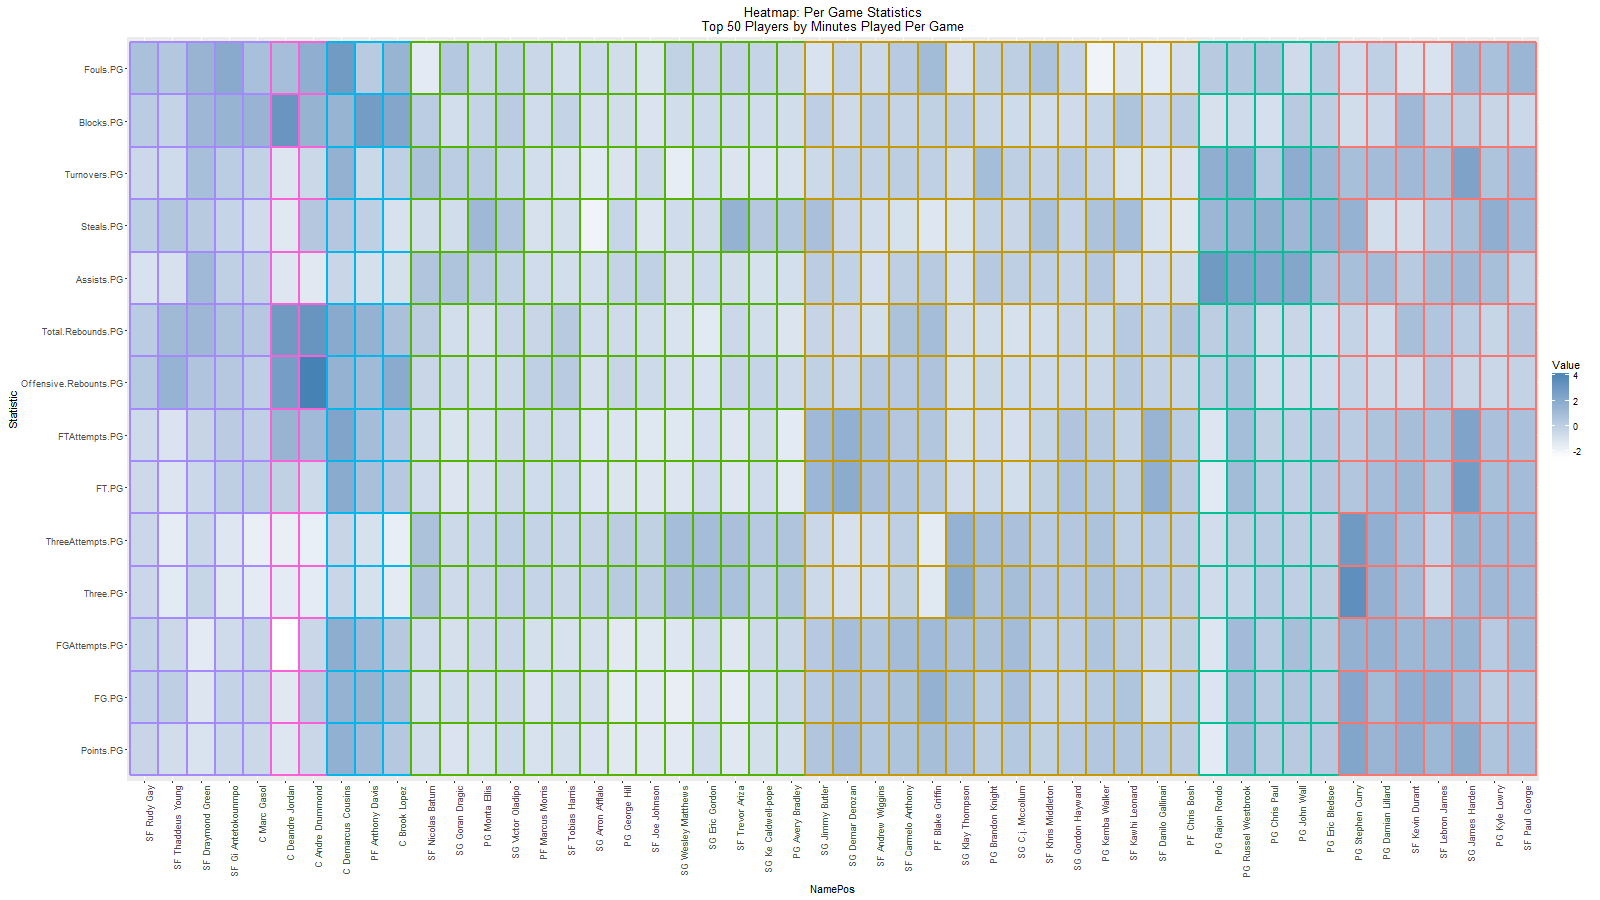 Heatmap: Per Game Statistics
Top 50 Players by Minutes Played Per Game
Fouls.PG
Blocks.PG
Turnovers.PG
Steals.PG
Assists.PG
Total.Rebounds.PG
Offensive.Rebounts.PG
FTAttempts.PG
FT.PG
ThreeAttempts.PG
Three.PG
FGAttempts.PG
FG.PG
Points.PG
Statistic
SF Rudy Gay
SF Thaddeus Young
SF Draymond Green
SF Gi Antetokounmpo
C Marc Gasol
C Deandre Jordan
C Andre Drummond
C Demarcus Cousins
PF Anthony Davis
C Brook Lopez
SF Nicolas Batum
SG Goran Dragic
PG Monta Ellis
SG Victor Oladipo
PF Marcus Morris
SF Tobias Harris
SG Arron Afflalo
PG George Hill
SF Joe Johnson
SG Wesley Matthews
SG Eric Gordon
SF Trevor Ariza
SG Ke Caldwell-pope
PG Avery Bradley
SG Jimmy Butler
SG Demar Derozan
SF Andrew Wiggins
SF Carmelo Anthony
PF Blake Griffin
SG Klay Thompson
PG Brandon Knight
SG C.j. Mccollum
SF Khris Middleton
SG Gordon Hayward
PG Kemba Walker
SF Kawhi Leonard
SF Danilo Gallinari
PF Chris Bosh
PG Rajon Rondo
PG Russell Westbrook
PG Chris Paul
PG John Wall
PG Eric Bledsoe
PG Stephen Curry
PG Damian Lillard
SF Kevin Durant
SF Lebron James
SG James Harden
PG Kyle Lowry
SF Paul George
NamePos
Value
4
2
0
-2